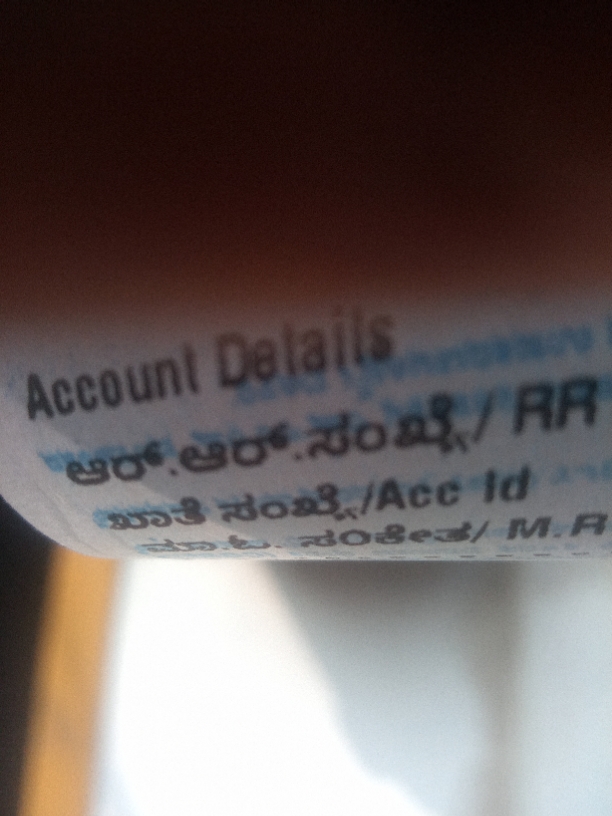 Account Details
ಆರ್.ಆರ್.ಸಂಖ್ಯೆ/ RR
ಖಾತೆ ಸಂಖ್ಯೆ/Acc Id
ಮಾ.ಓ. ಸಂಕೇತ/ M.R